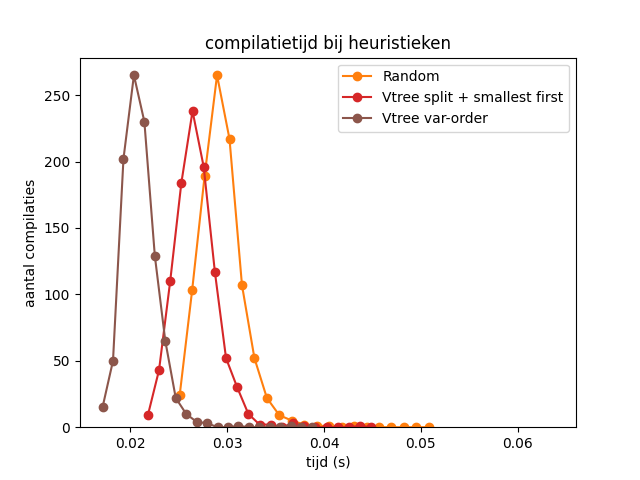 compilatietijd bij heuristieken
Random
Vtree split + smallest first
Vtree var-order
aantal compilaties
250
200
150
100
50
0
0.02
0.03
0.04
0.05
0.06
tijd (s)